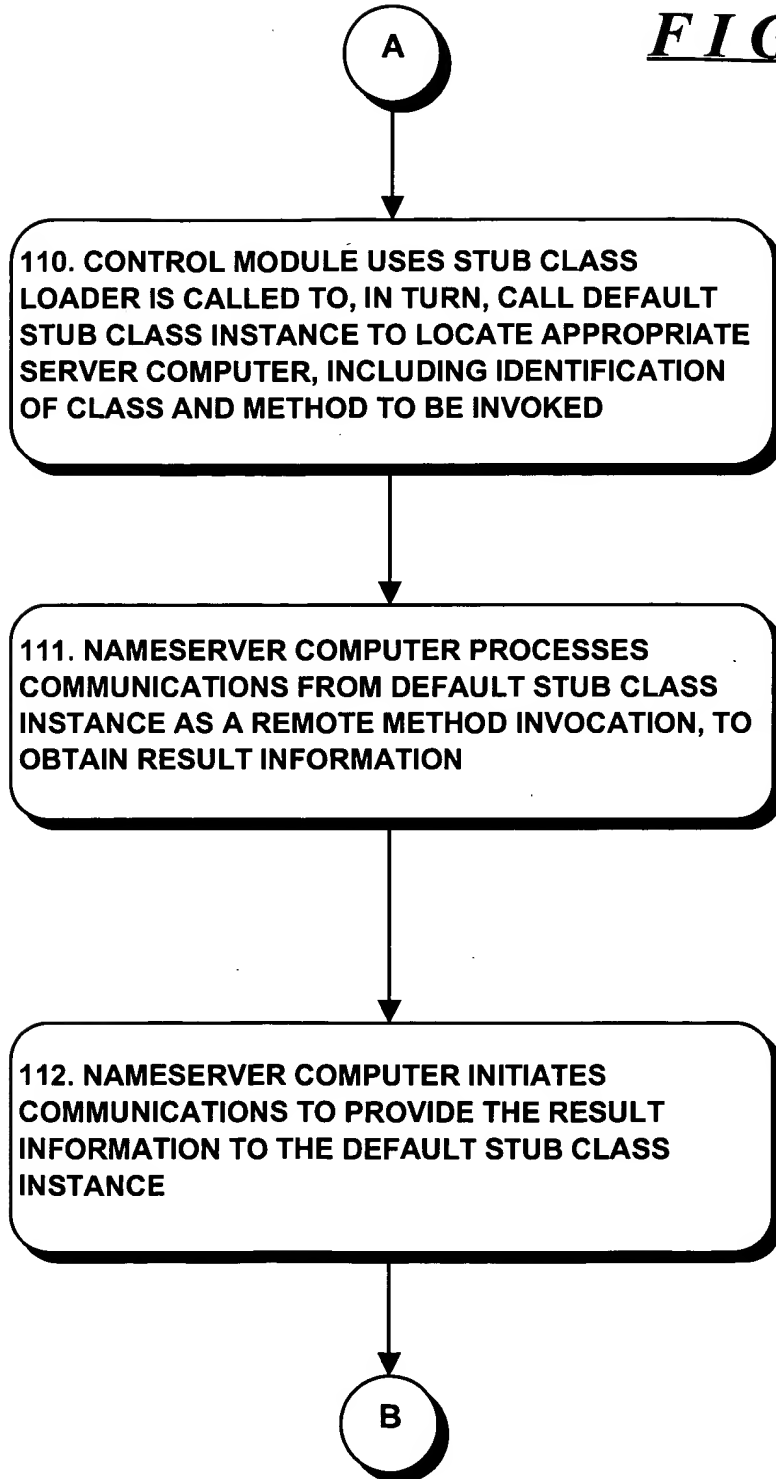 A
FIG
110. CONTROL MODULE USES STUB CLASS
LOADER IS CALLED TO, IN TURN, CALL DEFAULT
STUB CLASS INSTANCE TO LOCATE APPROPRIATE
SERVER COMPUTER, INCLUDING IDENTIFICATION
OF CLASS AND METHOD TO BE INVOKED
111. NAMESERVER COMPUTER PROCESSES
COMMUNICATIONS FROM DEFAULT STUB CLASS
INSTANCE AS A REMOTE METHOD INVOCATION, TO
OBTAIN RESULT INFORMATION
112. NAMESERVER COMPUTER INITIATES
COMMUNICATIONS TO PROVIDE THE RESULT
INFORMATION TO THE DEFAULT STUB CLASS
INSTANCE
B